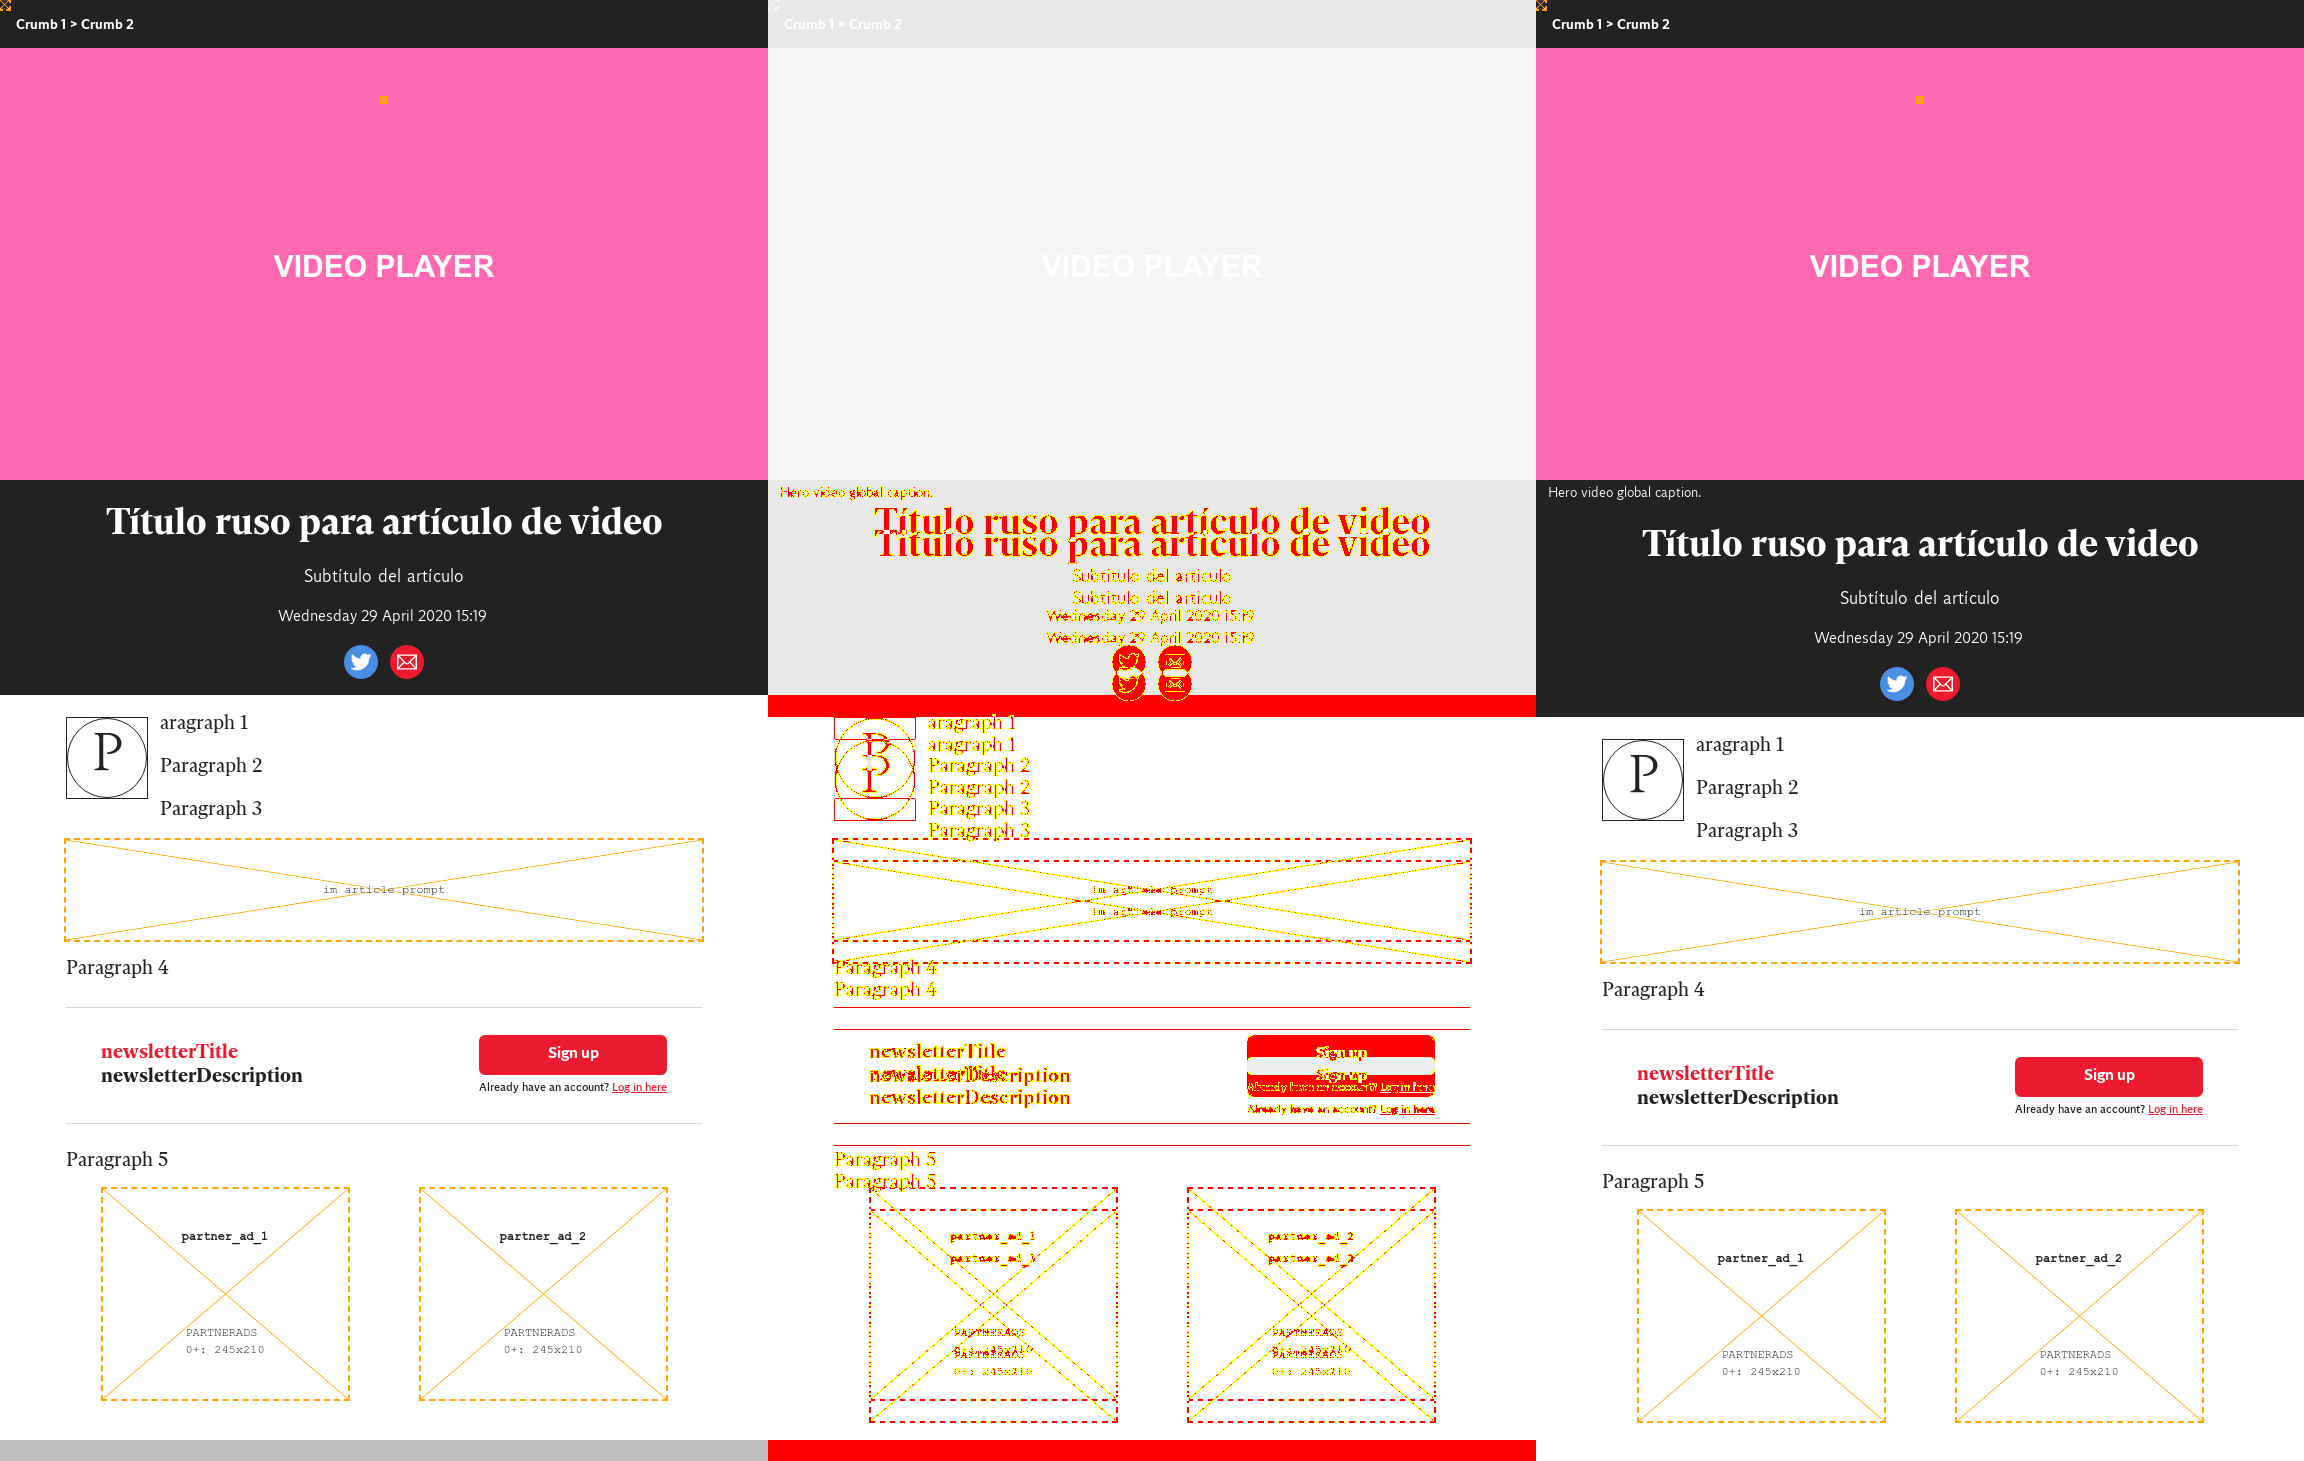 Crumb 1 > Crumb 2
VIDEO PLAYER
Título ruso para artículo de video
Subtítulo del artículo
Wednesday 29 April 2020 15:19
P
aragraph 1
Paragraph 2
Paragraph 3
im article prompt
Paragraph 4
newsletterTitle
newsletterDescription
Sign up
Already have an account? Log in here
Paragraph 5
partner_ad_1
PARTNERADS
0+: 245x210
partner_ad_2
PARTNERADS
0+: 245x210
Crumb 1 > Crumb 2
VIDEO PLAYER
Hero video global caption.
Título ruso para artículo de video
Título ruso para artículo de video
Subtítulo del artículo
Subtítulo del artículo
Wednesday 29 April 2020 15:19
Wednesday 29 April 2020 15:19
P
P
aragraph 1
aragraph 1
Paragraph 2
Paragraph 2
Paragraph 3
Paragraph 3
im article prompt
im article prompt
Paragraph 4
Paragraph 4
newsletterTitle
newsletterTitle
newsletterDescription
newsletterDescription
Sign up
Sign up
Already have an account? Log in here
Already have an account? Log in here
Paragraph 5
Paragraph 5
partner_ad_1
partner_ad_1
PARTNERADS
0+: 245x210
PARTNERADS
0+: 245x210
partner_ad_2
partner_ad_2
PARTNERADS
0+: 245x210
PARTNERADS
0+: 245x210
Crumb 1 > Crumb 2
VIDEO PLAYER
Hero video global caption.
Título ruso para artículo de video
Subtítulo del artículo
Wednesday 29 April 2020 15:19
P
aragraph 1
Paragraph 2
Paragraph 3
im article prompt
Paragraph 4
newsletterTitle
newsletterDescription
Sign up
Already have an account? Log in here
Paragraph 5
partner_ad_1
PARTNERADS
0+: 245x210
partner_ad_2
PARTNERADS
0+: 245x210